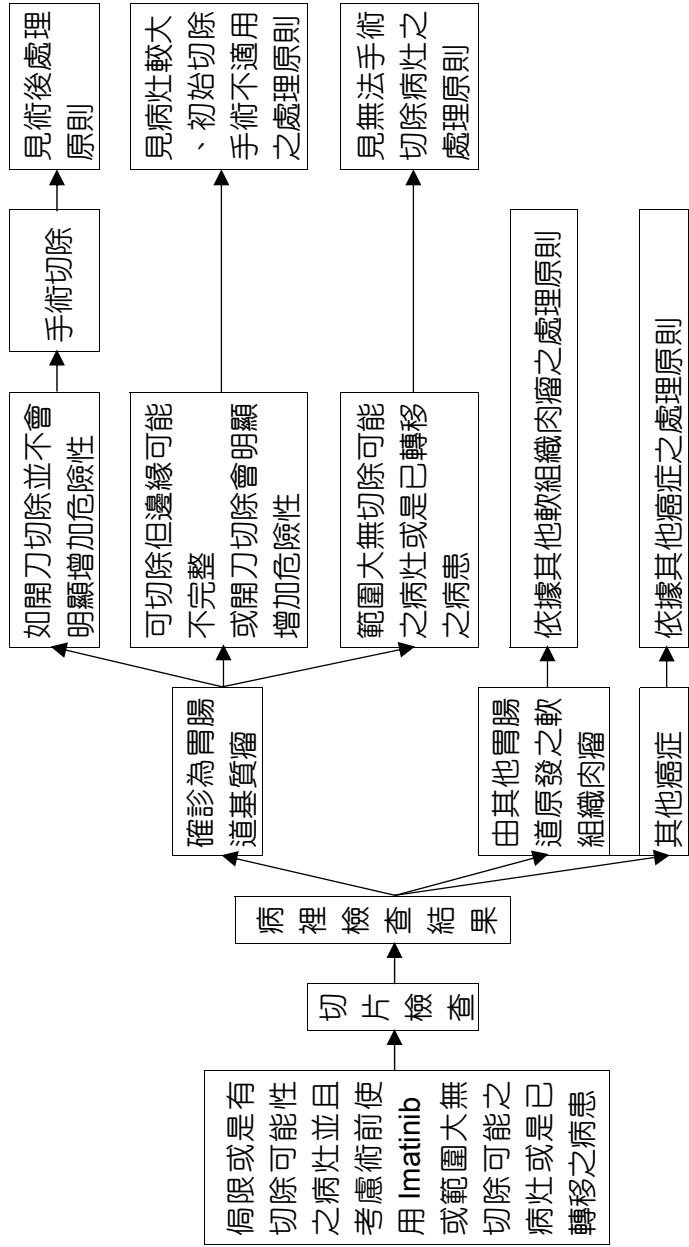 侷限或是有
切除可能性
之病灶並且
考慮術前使
用 Imatinib
或範圍大無
切除可能之
病灶或是已
轉移之病患
切片檢查
病裡檢查結果
確診為胃腸
道基質瘤
如開刀切除並不會
明顯增加危險性
手術切除
見術後處理
原則
可切除但邊緣可能
不完整
或開刀切除會明顯
增加危險性
見病灶較大
、初始切除
手術不適用
之處理原則
範圍大無切除可能
之病灶或是已轉移
之病患
見無法手術
切除病灶之
處理原則
由其他胃腸
道原發之軟
組織肉瘤
依據其他軟組織肉瘤之處理原則
其他癌症
依據其他癌症之處理原則